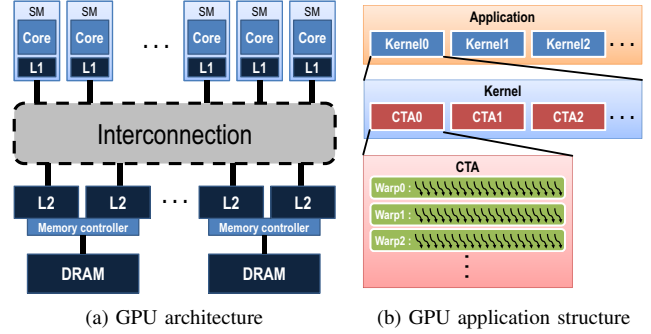 SM SM SM SM SM
Core Core . . . Core Core Core
L1 L1 L1 L1 L1
Interconnection
L2 L2 . . . L2 L2
Memory controller Memory controller
DRAM DRAM
(a) GPU architecture
Application
Kernel0 Kernel1 Kernel2 . . .
Kernel
CTA0 CTA1 CTA2 . . .
CTA
Warp0 :
Warp1 :
Warp2 :
(b) GPU application structure